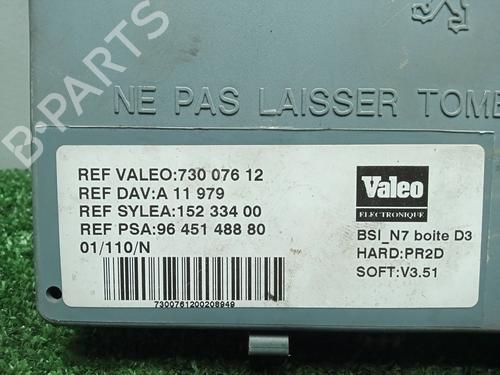 NE PAS LAISSER TOMB
REF VALEO:730 076 12
REF DAV:A 11 979
REF SYLEA:152 334 00
REF PSA:96 451 488 80
01/110/N
7300761200208949
Valeo
ELECTRONIQUE
BSI_N7 boite D3
HARD:PR2D
SOFT:V3.51
B-PARTS